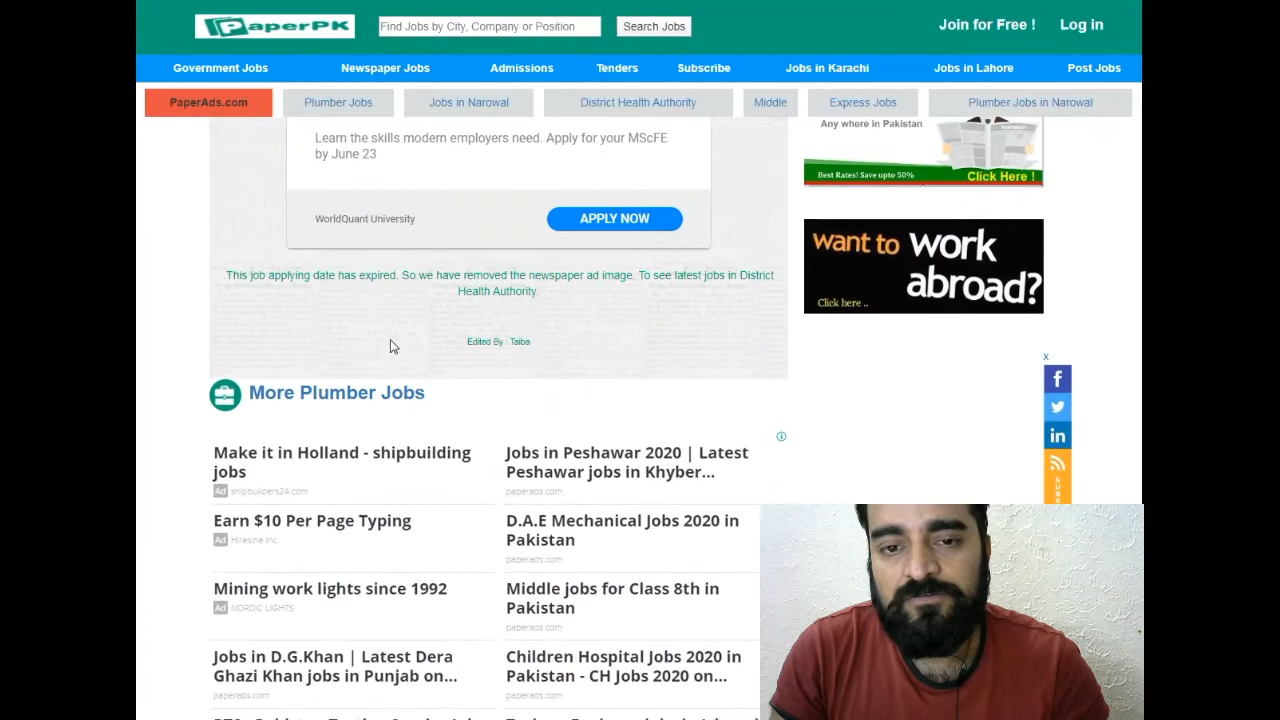 PaperPK
Find Jobs by City, Company or Position
Search Jobs
Join for Free !
Log in
Government Jobs
Newspaper Jobs
Admissions
Tenders
Subscribe
Jobs in Karachi
Jobs in Lahore
Post Jobs
PaperAds.com
Plumber Jobs
Jobs in Narowal
District Health Authority
Middle
Express Jobs
Plumber Jobs in Narowal
Learn the skills modern employers need. Apply for your MScFE
by June 23
WorldQuant University
APPLY NOW
This job applying date has expired. So we have removed the newspaper ad image. To see latest jobs in District
Health Authority.
Edited By : Taiba
Any where in Pakistan
Best Rates! Save upto 50%
Click Here !
want to work
abroad?
Click here ..
X
More Plumber Jobs
Make it in Holland - shipbuilding
jobs
Ad shipbuilders24.com
Earn $10 Per Page Typing
Ad Hiresine Inc.
Mining work lights since 1992
Ad NORDIC LIGHTS
Jobs in D.G.Khan | Latest Dera
Ghazi Khan jobs in Punjab on...
paperads.com
Jobs in Peshawar 2020 | Latest
Peshawar jobs in Khyber...
paperads.com
D.A.E Mechanical Jobs 2020 in
Pakistan
paperads.com
Middle jobs for Class 8th in
Pakistan
paperads.com
Children Hospital Jobs 2020 in
Pakistan - CH Jobs 2020 on...
paperads.com